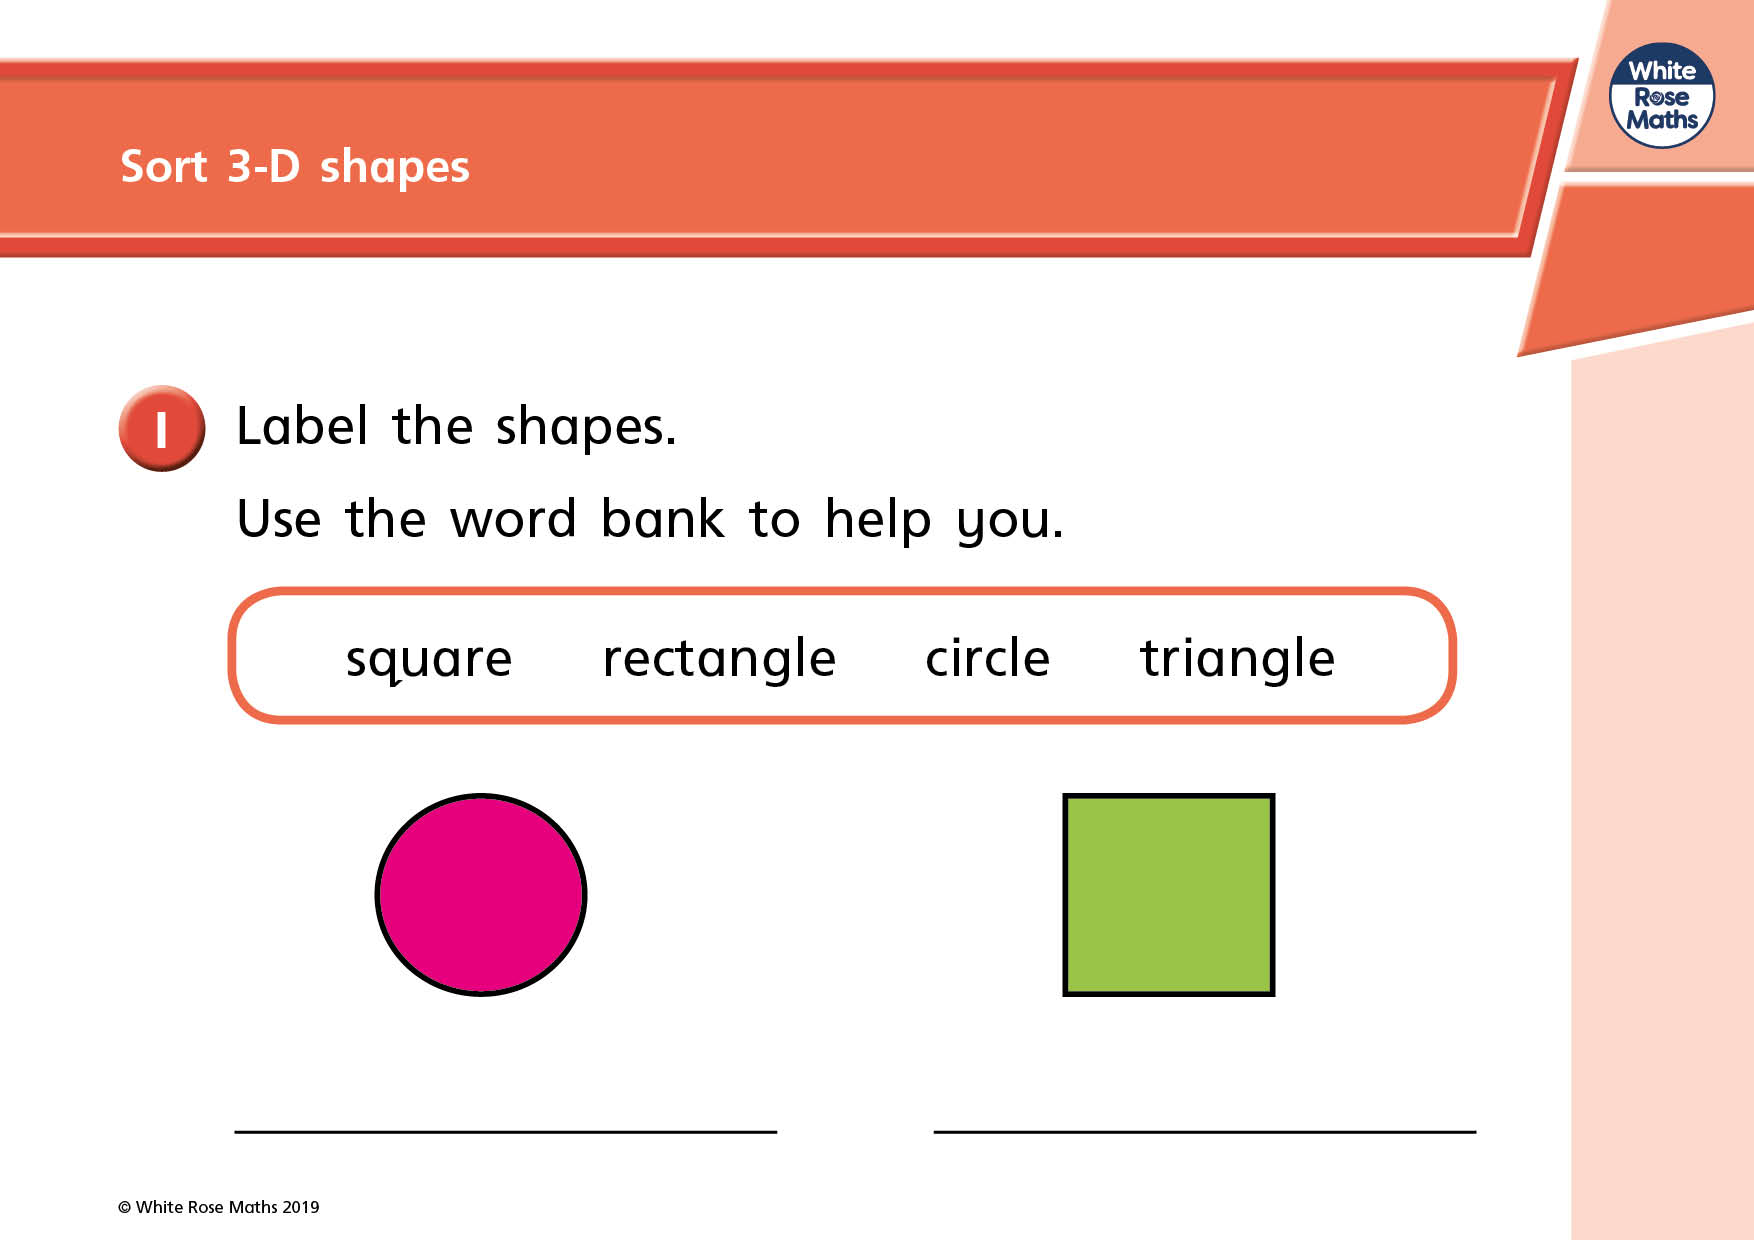 White
Rose
Maths
Sort 3-D shapes
1
Label the shapes.
Use the word bank to help you.
square rectangle circle triangle
© White Rose Maths 2019